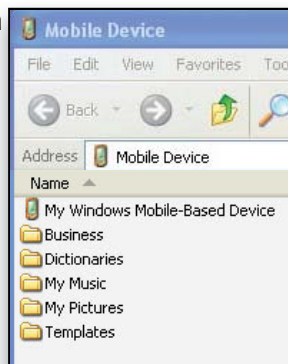 Mobile Device
File Edit View Favorites
Back
Address Mobile Device
Name
My Windows Mobile-Based Device
Business
Dictionaries
My Music
My Pictures
Templates